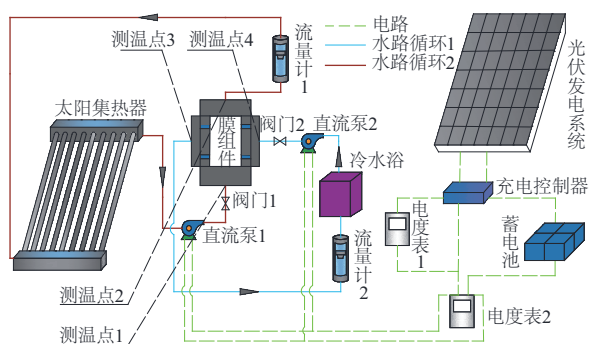 测温点3
测温点4
流量计1
电路
水路循环1
水路循环2
光伏发电系统
太阳集热器
膜组件
阀门2
直流泵2
冷水浴
充电控制器
阀门1
电度表1
蓄电池
直流泵1
流量计2
测温点2
测温点1
电度表2